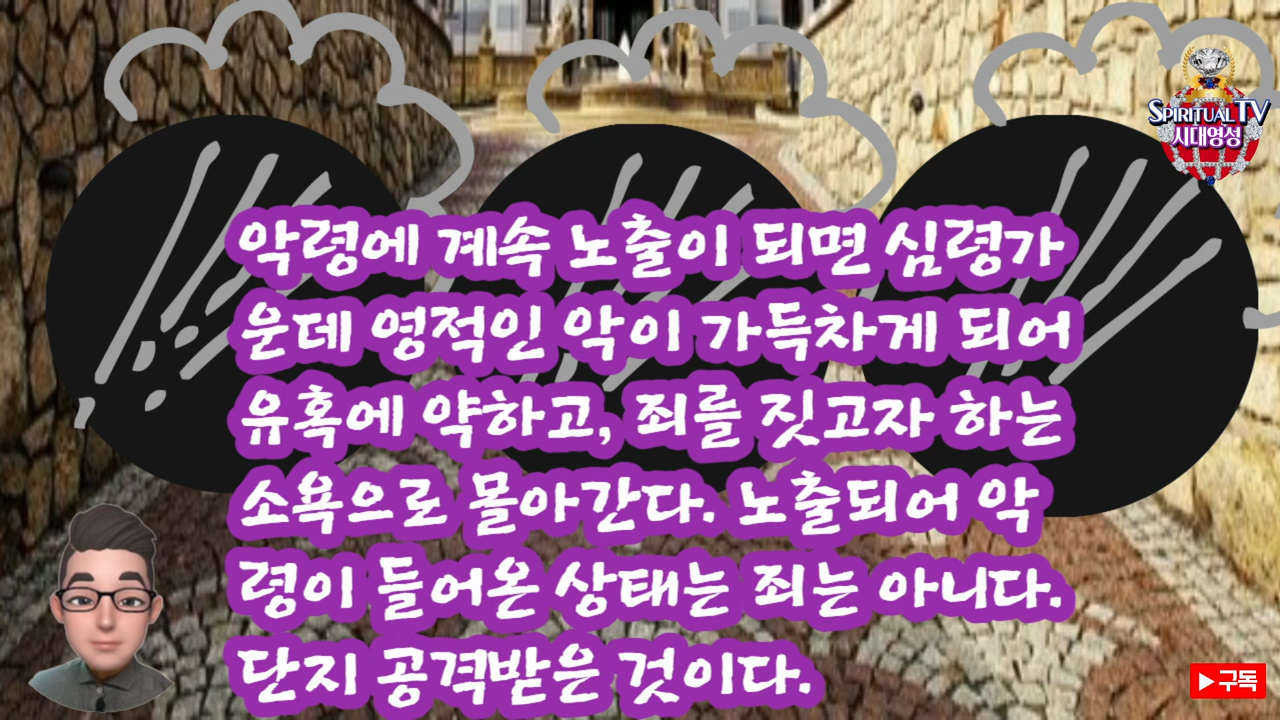 SPIRITUAL TV
시대영성
악령에 계속 노출이 되면 심령가
운데 영적인 악이 가득차게 되어
유혹에 약하고, 죄를 짓고자 하는
소욕으로 몰아간다. 노출되어 악
령이 들어온 상태는 죄는 아니다.
단지 공격받은 것이다.
구독